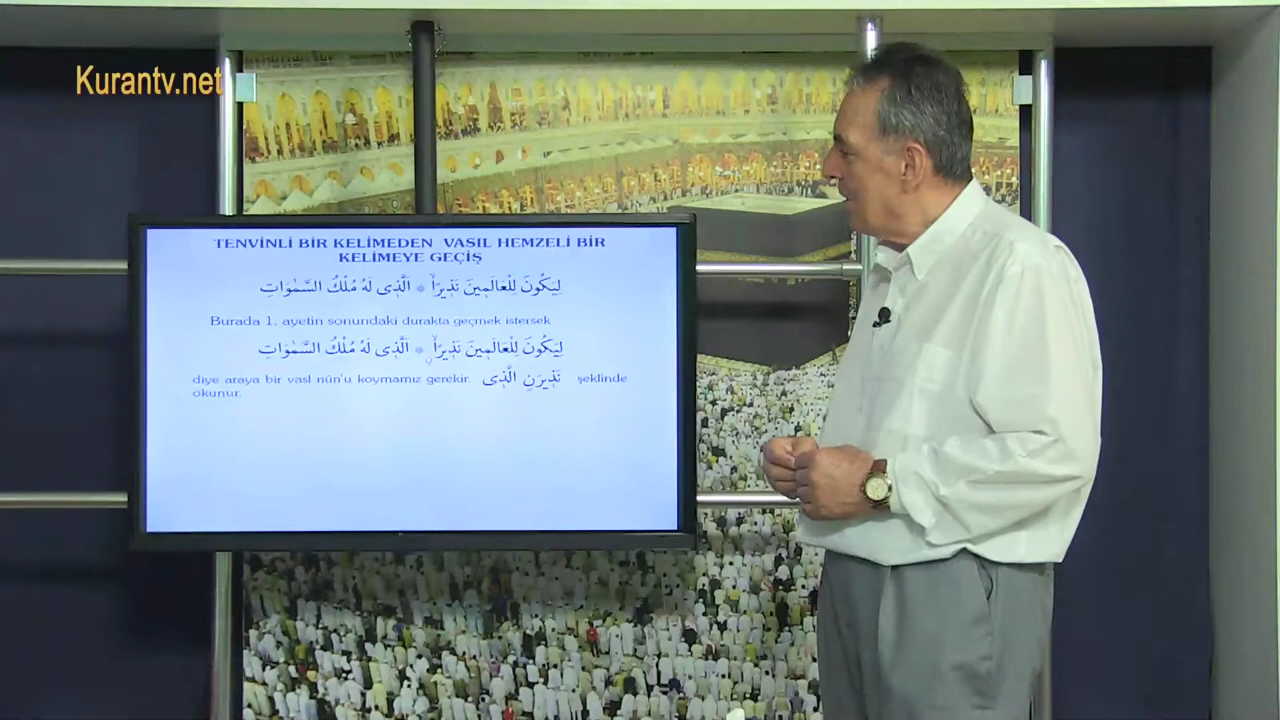 Kurantv.net
TENVİNLİ BİR KELİMEDEN VASIL HEMZELİ BİR
KELİMEYE GEÇİŞ
لِيَكُونَ لِلْعَالَمٖينَ نَذٖيرًاۙ ۞ اَلَّذٖى لَهُ مُلْكُ السَّمٰوَاتِ
Burada 1. ayetin sonundaki durakta geçmek istersek
لِيَكُونَ لِلْعَالَمٖينَ نَذٖيرًاۙ ۞ اَلَّذٖى لَهُ مُلْكُ السَّمٰوَاتِ
diye araya bir vasl nûn'u koymamız gerekir. نَذٖيرَنِ الَّذٖى şeklinde
okunur.